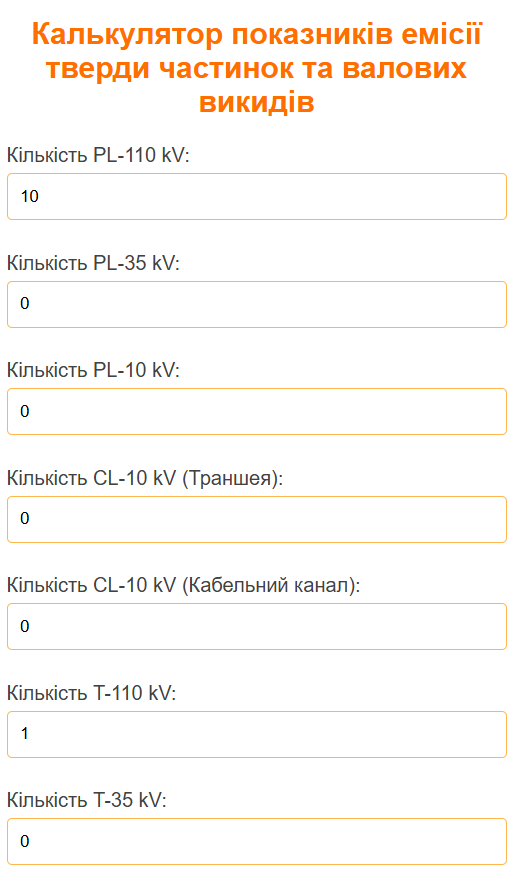 Калькулятор показників емісії
тверди частинок та валових
викидів
Кількість PL-110 kV:
10
Кількість PL-35 kV:
0
Кількість PL-10 kV:
0
Кількість CL-10 kV (Траншея):
0
Кількість CL-10 kV (Кабельний канал):
0
Кількість T-110 kV:
1
Кількість T-35 kV:
0